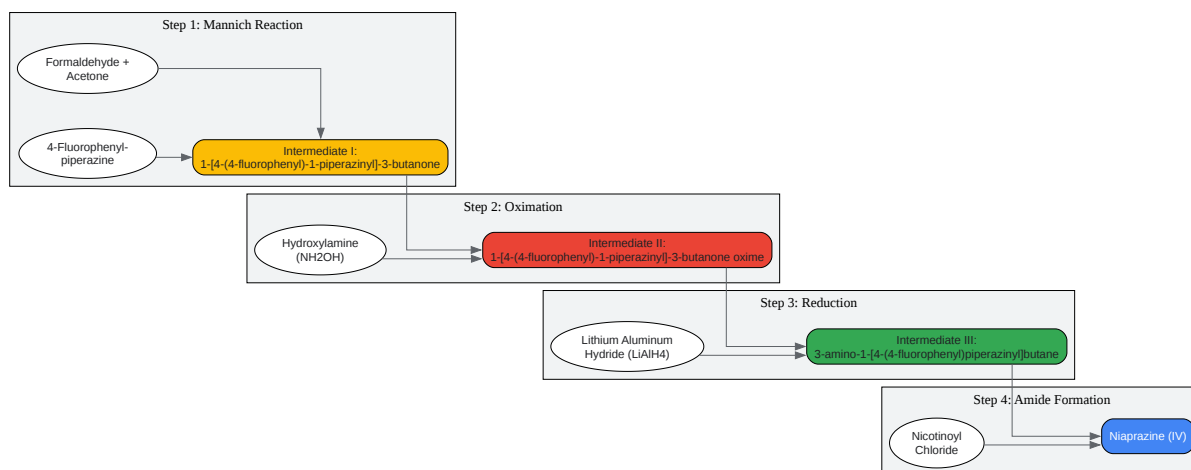 Step 1: Mannich Reaction
Formaldehyde +
Acetone
4-Fluorophenyl-
piperazine
Intermediate I:
1-[4-(4-fluorophenyl)-1-piperazinyl]-3-butanone
Step 2: Oximation
Hydroxylamine
(NH2OH)
Intermediate II:
1-[4-(4-fluorophenyl)-1-piperazinyl]-3-butanone oxime
Step 3: Reduction
Lithium Aluminum
Hydride (LiAlH4)
Intermediate III:
3-amino-1-[4-(4-fluorophenyl)piperazinyl]butane
Step 4: Amide Formation
Nicotinoyl
Chloride
Niaprazine (IV)